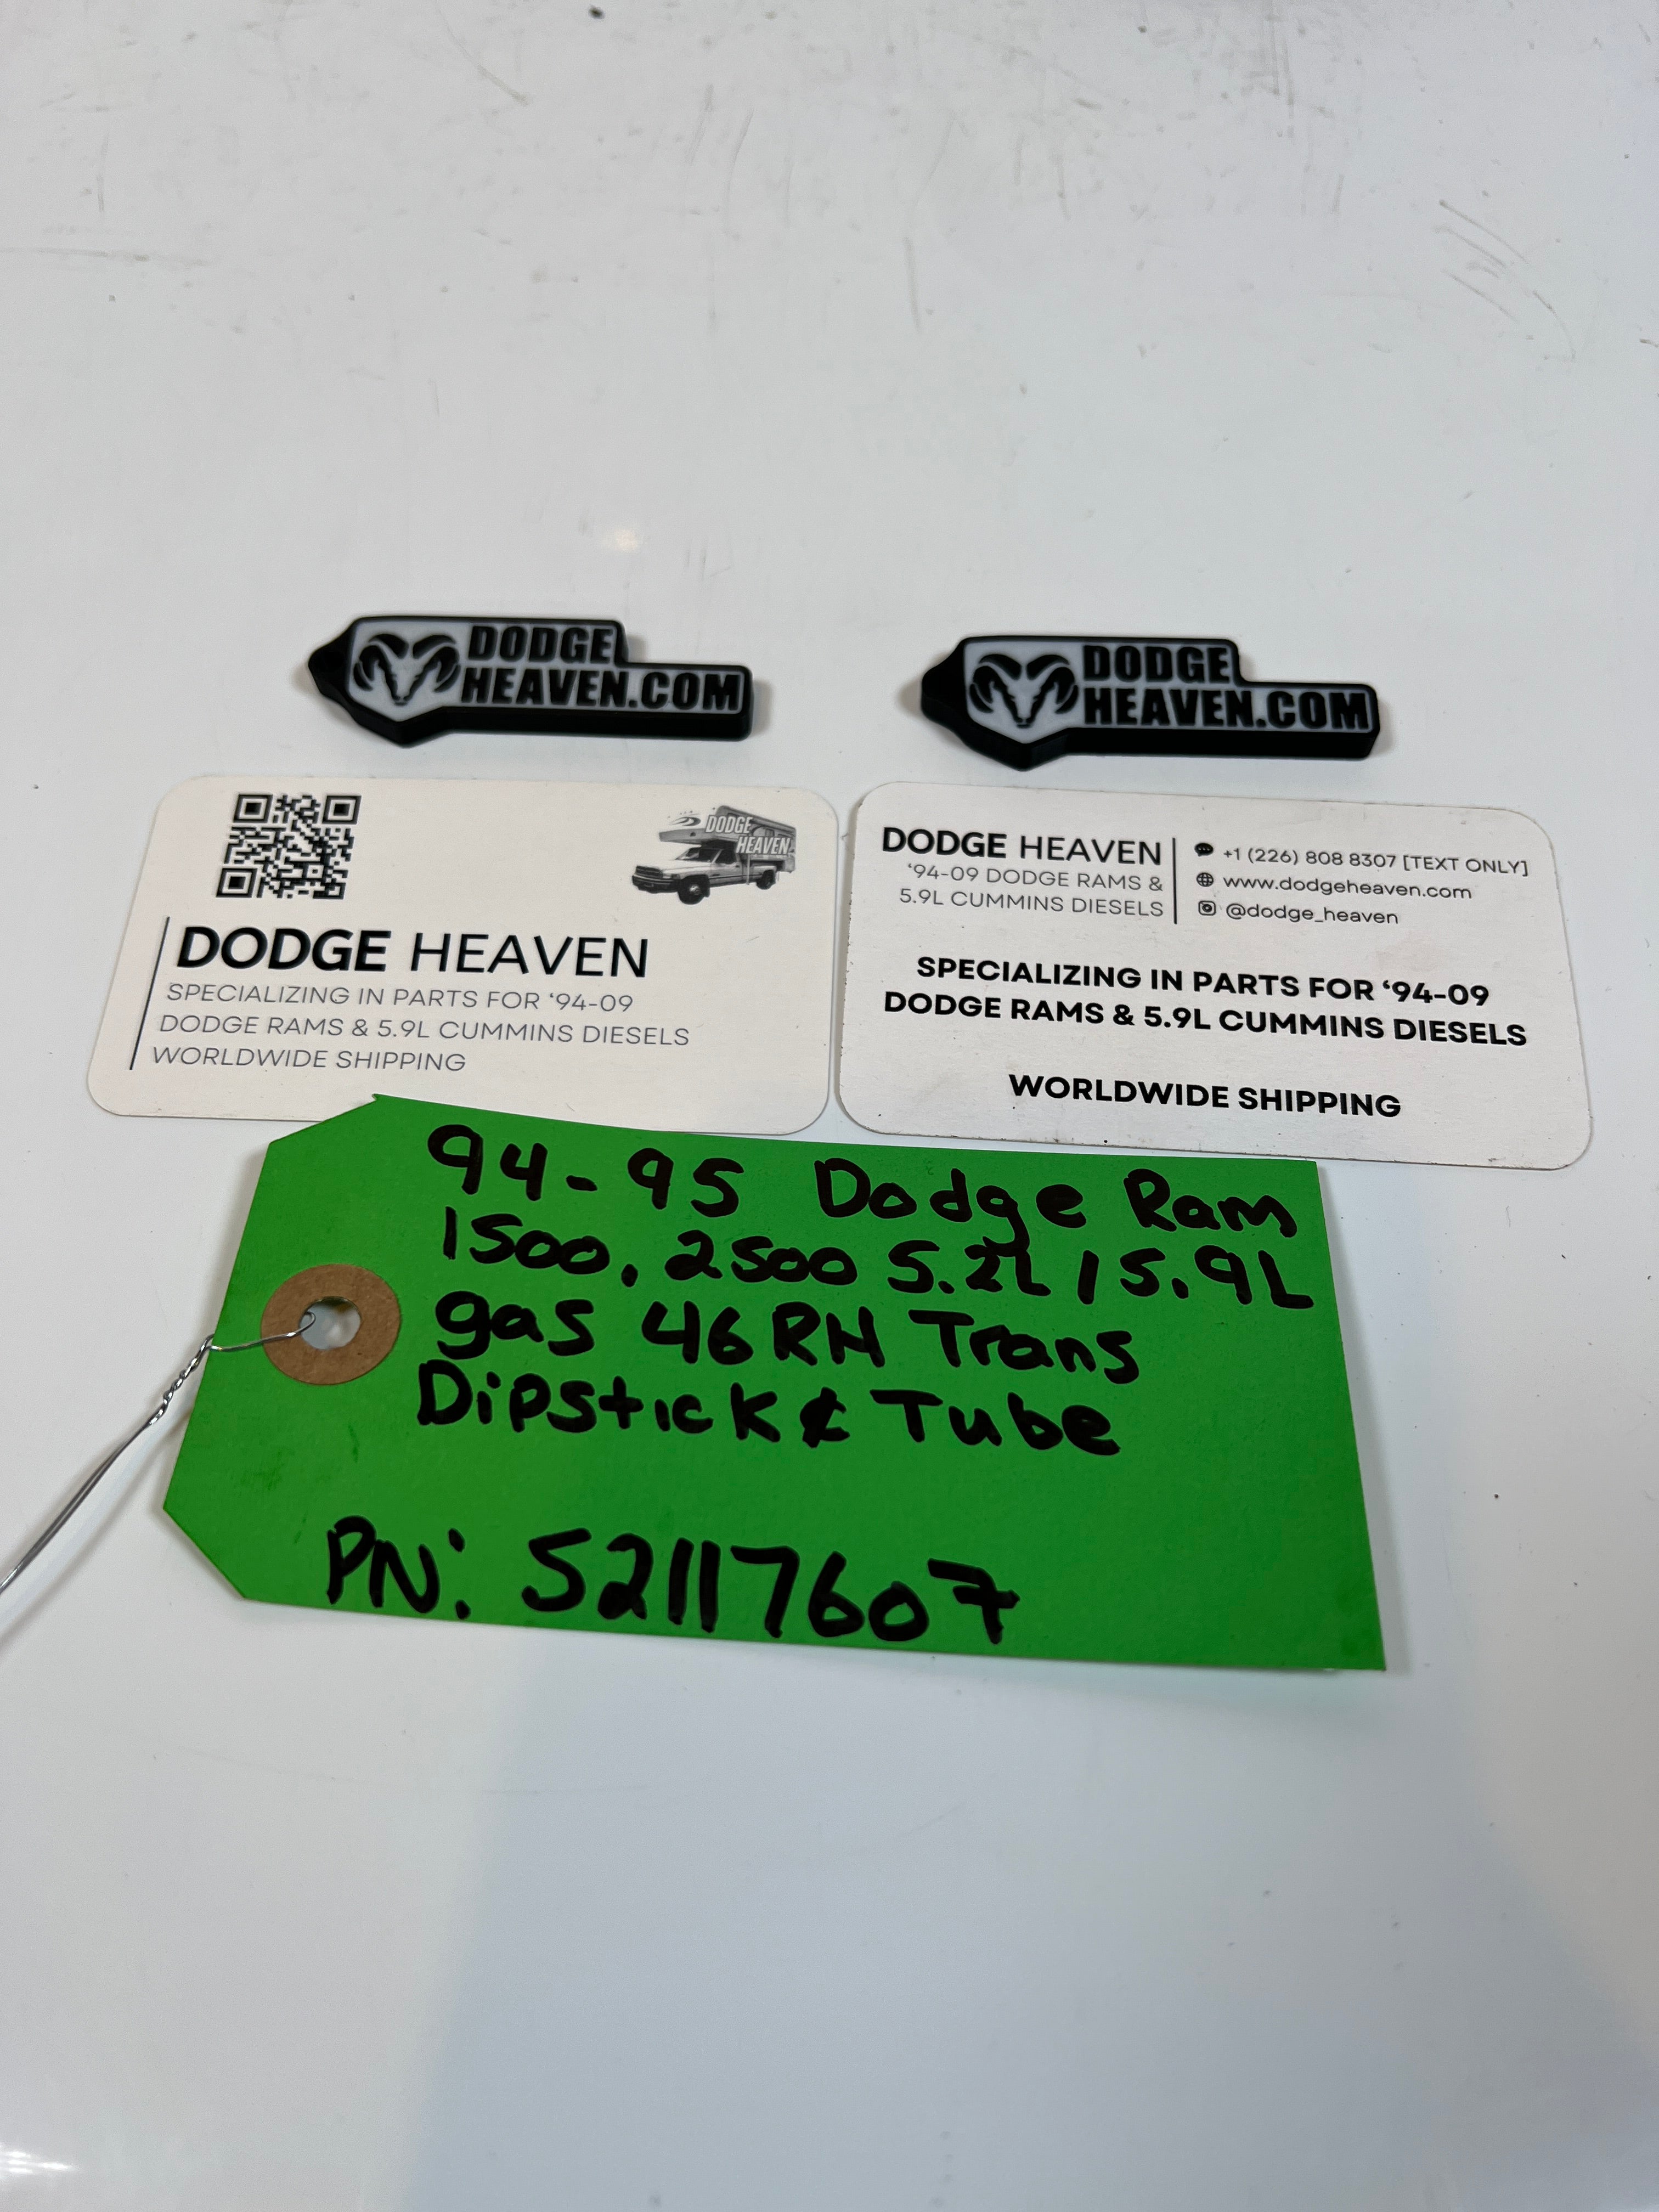 DODGE
HEAVEN.COM
DODGE
HEAVEN.COM
DODGE
HEAVEN
DODGE HEAVEN
SPECIALIZING IN PARTS FOR ‘94-09
DODGE RAMS & 5.9L CUMMINS DIESELS
WORLDWIDE SHIPPING
DODGE HEAVEN
‘94-09 DODGE RAMS &
5.9L CUMMINS DIESELS
+1 (226) 808 8307 [TEXT ONLY]
www.dodgeheaven.com
@dodge_heaven
SPECIALIZING IN PARTS FOR ‘94-09
DODGE RAMS & 5.9L CUMMINS DIESELS
WORLDWIDE SHIPPING
94-95 Dodge Ram
1500, 2500 5.2L / 5.9L
gas 46RH Trans
Dipstick & Tube
PN: 52117607